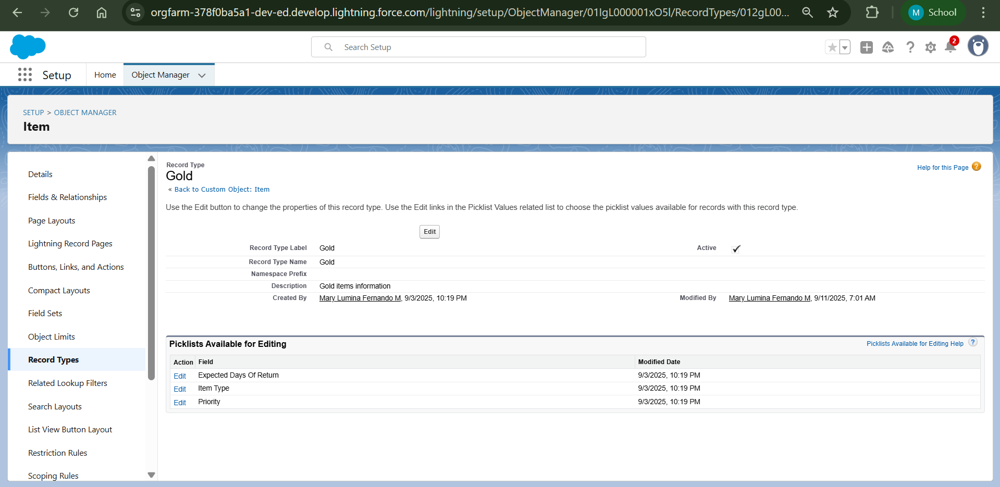 orgfarm-378f0ba5a1-dev-ed.develop.lightning.force.com/lightning/setup/ObjectManager/01IgL000001xO5l/RecordTypes/012gL00...
M School
Search Setup
2
Setup Home Object Manager
SETUP > OBJECT MANAGER
Item
Details
Fields & Relationships
Page Layouts
Lightning Record Pages
Buttons, Links, and Actions
Compact Layouts
Field Sets
Object Limits
Record Types
Related Lookup Filters
Search Layouts
List View Button Layout
Restriction Rules
Scoping Rules
Record Type
Gold
Help for this Page ?
« Back to Custom Object: Item
Use the Edit button to change the properties of this record type. Use the Edit links in the Picklist Values related list to choose the picklist values available for records with this record type.
Edit
Record Type Label Gold Active
Record Type Name Gold
Namespace Prefix
Description Gold items information
Created By Mary Lumina Fernando M, 9/3/2025, 10:19 PM Modified By Mary Lumina Fernando M, 9/11/2025, 7:01 AM
Picklists Available for Editing Picklists Available for Editing Help ?
Action Field Modified Date
Edit Expected Days Of Return 9/3/2025, 10:19 PM
Edit Item Type 9/3/2025, 10:19 PM
Edit Priority 9/3/2025, 10:19 PM